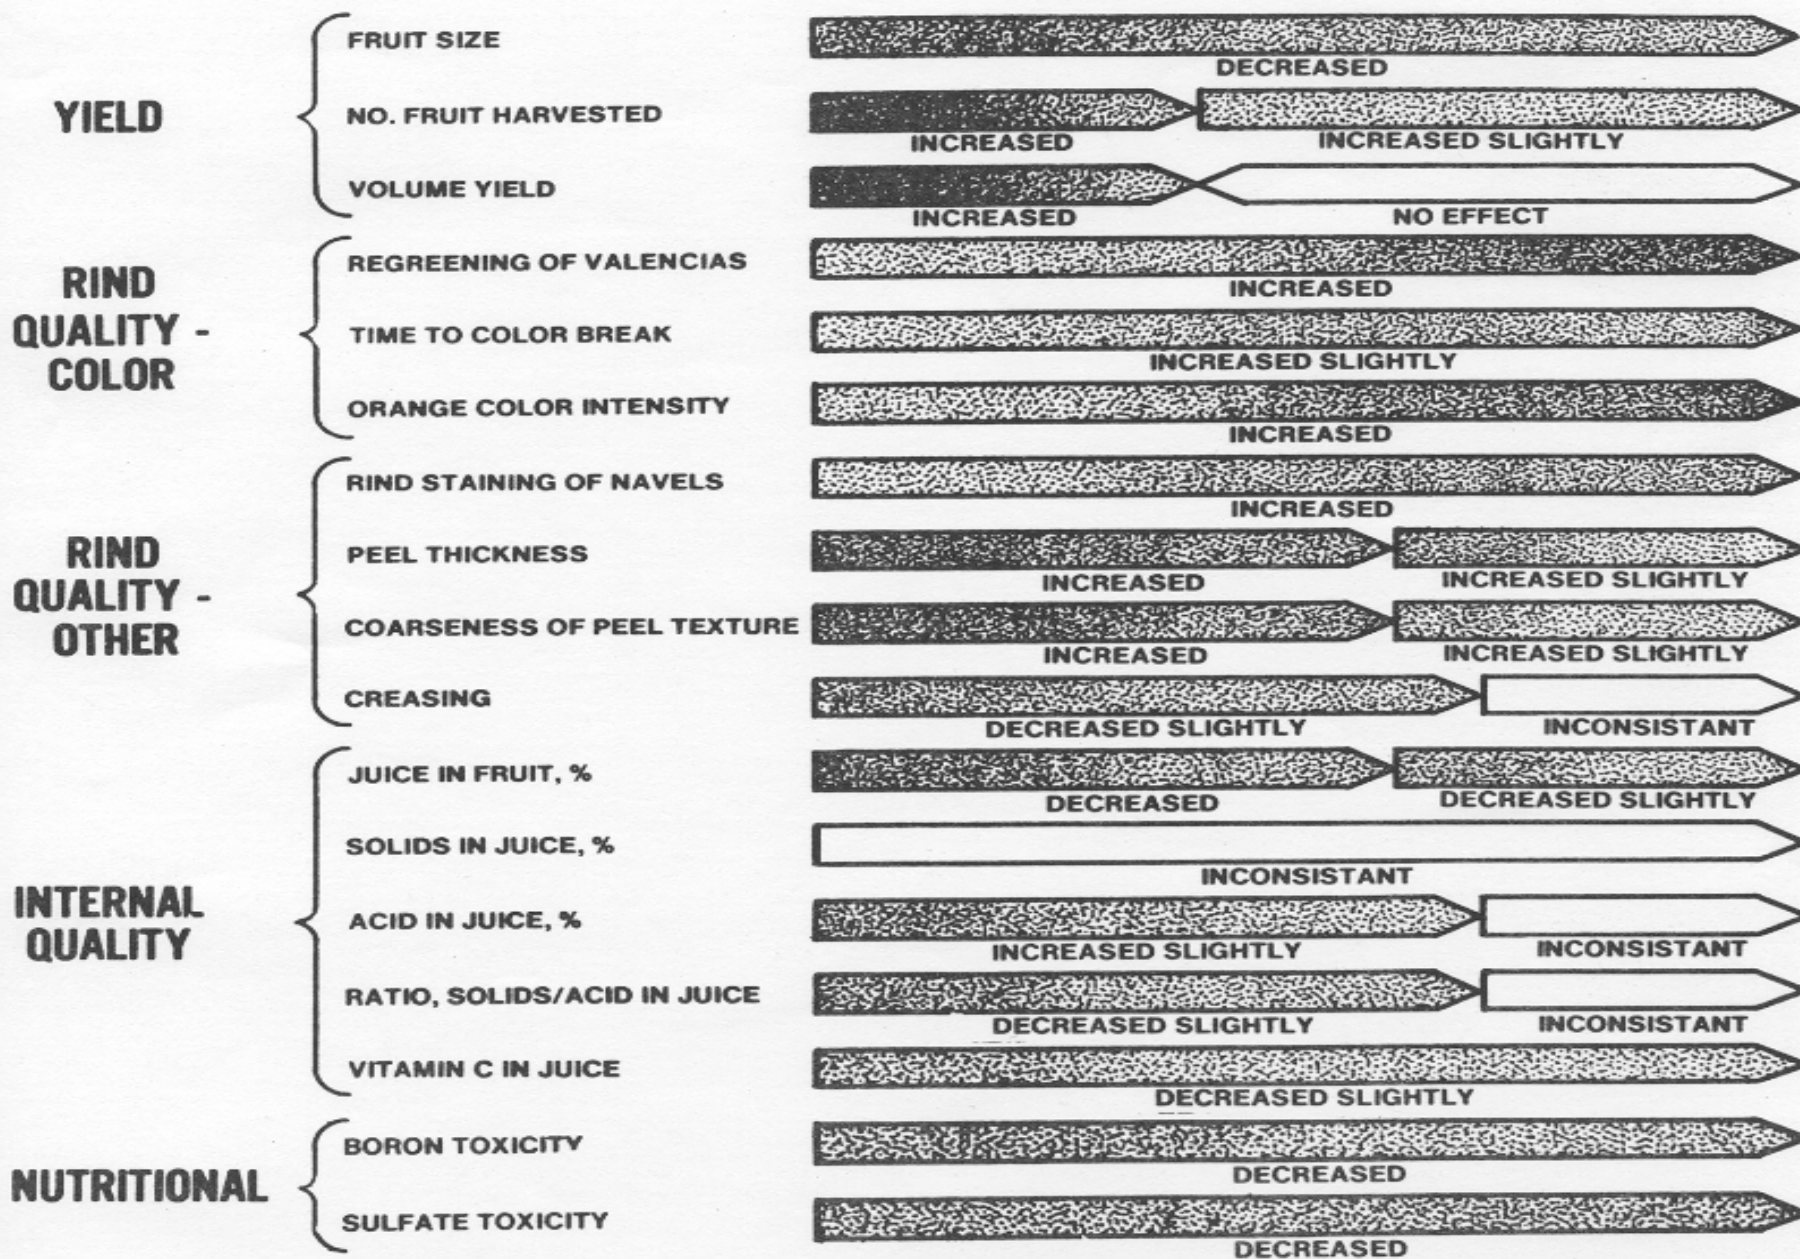 YIELD
FRUIT SIZE
DECREASED
NO. FRUIT HARVESTED
INCREASED
INCREASED SLIGHTLY
VOLUME YIELD
INCREASED
NO EFFECT
RIND
QUALITY -
COLOR
REGREENING OF VALENCIAS
INCREASED
TIME TO COLOR BREAK
INCREASED SLIGHTLY
ORANGE COLOR INTENSITY
INCREASED
RIND
QUALITY -
OTHER
RIND STAINING OF NAVELS
INCREASED
PEEL THICKNESS
INCREASED
INCREASED SLIGHTLY
COARSENESS OF PEEL TEXTURE
INCREASED
INCREASED SLIGHTLY
CREASING
DECREASED SLIGHTLY
INCONSISTANT
INTERNAL
QUALITY
JUICE IN FRUIT, %
DECREASED
DECREASED SLIGHTLY
SOLIDS IN JUICE, %
INCONSISTANT
ACID IN JUICE, %
INCREASED SLIGHTLY
INCONSISTANT
RATIO, SOLIDS/ACID IN JUICE
DECREASED SLIGHTLY
INCONSISTANT
VITAMIN C IN JUICE
DECREASED SLIGHTLY
NUTRITIONAL
BORON TOXICITY
DECREASED
SULFATE TOXICITY
DECREASED